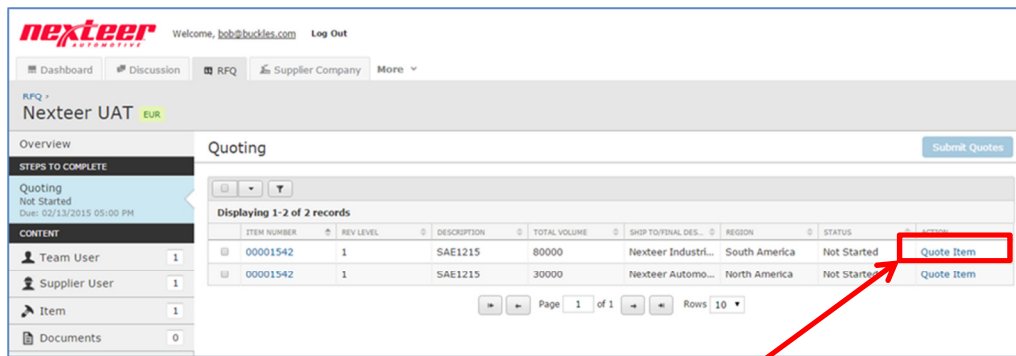 nexteer
AUTOMOTIVE
Welcome, bob@buckles.com Log Out
Dashboard Discussion RFQ Supplier Company More
RFQ >
Nexteer UAT EUR
Overview
STEPS TO COMPLETE
Quoting
Not Started
Due: 02/13/2015 05:00 PM
CONTENT
Team User 1
Supplier User 1
Item 1
Documents 0
Quoting Submit Quotes
Displaying 1-2 of 2 records
ITEM NUMBER REV LEVEL DESCRIPTION TOTAL VOLUME SHIP TO/FINAL DES... REGION STATUS ACTION
00001542 1 SAE1215 80000 Nexteer Industri... South America Not Started Quote Item
00001542 1 SAE1215 30000 Nexteer Automo... North America Not Started Quote Item
Page 1 of 1 Rows 10